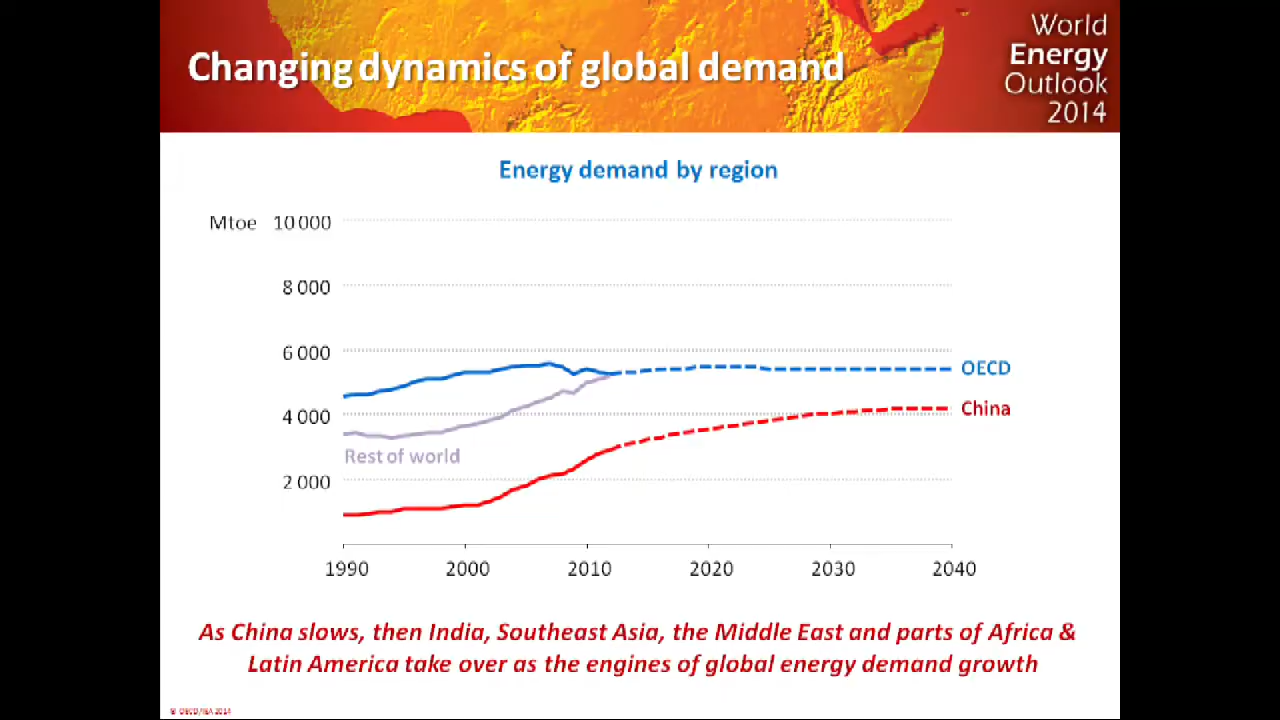 Changing dynamics of global demand
World
Energy
Outlook
2014
Energy demand by region
Mtoe 10 000
8 000
6 000
4 000
2 000
OECD
China
Rest of world
1990 2000 2010 2020 2030 2040
As China slows, then India, Southeast Asia, the Middle East and parts of Africa &
Latin America take over as the engines of global energy demand growth
© OECD/IEA 2014